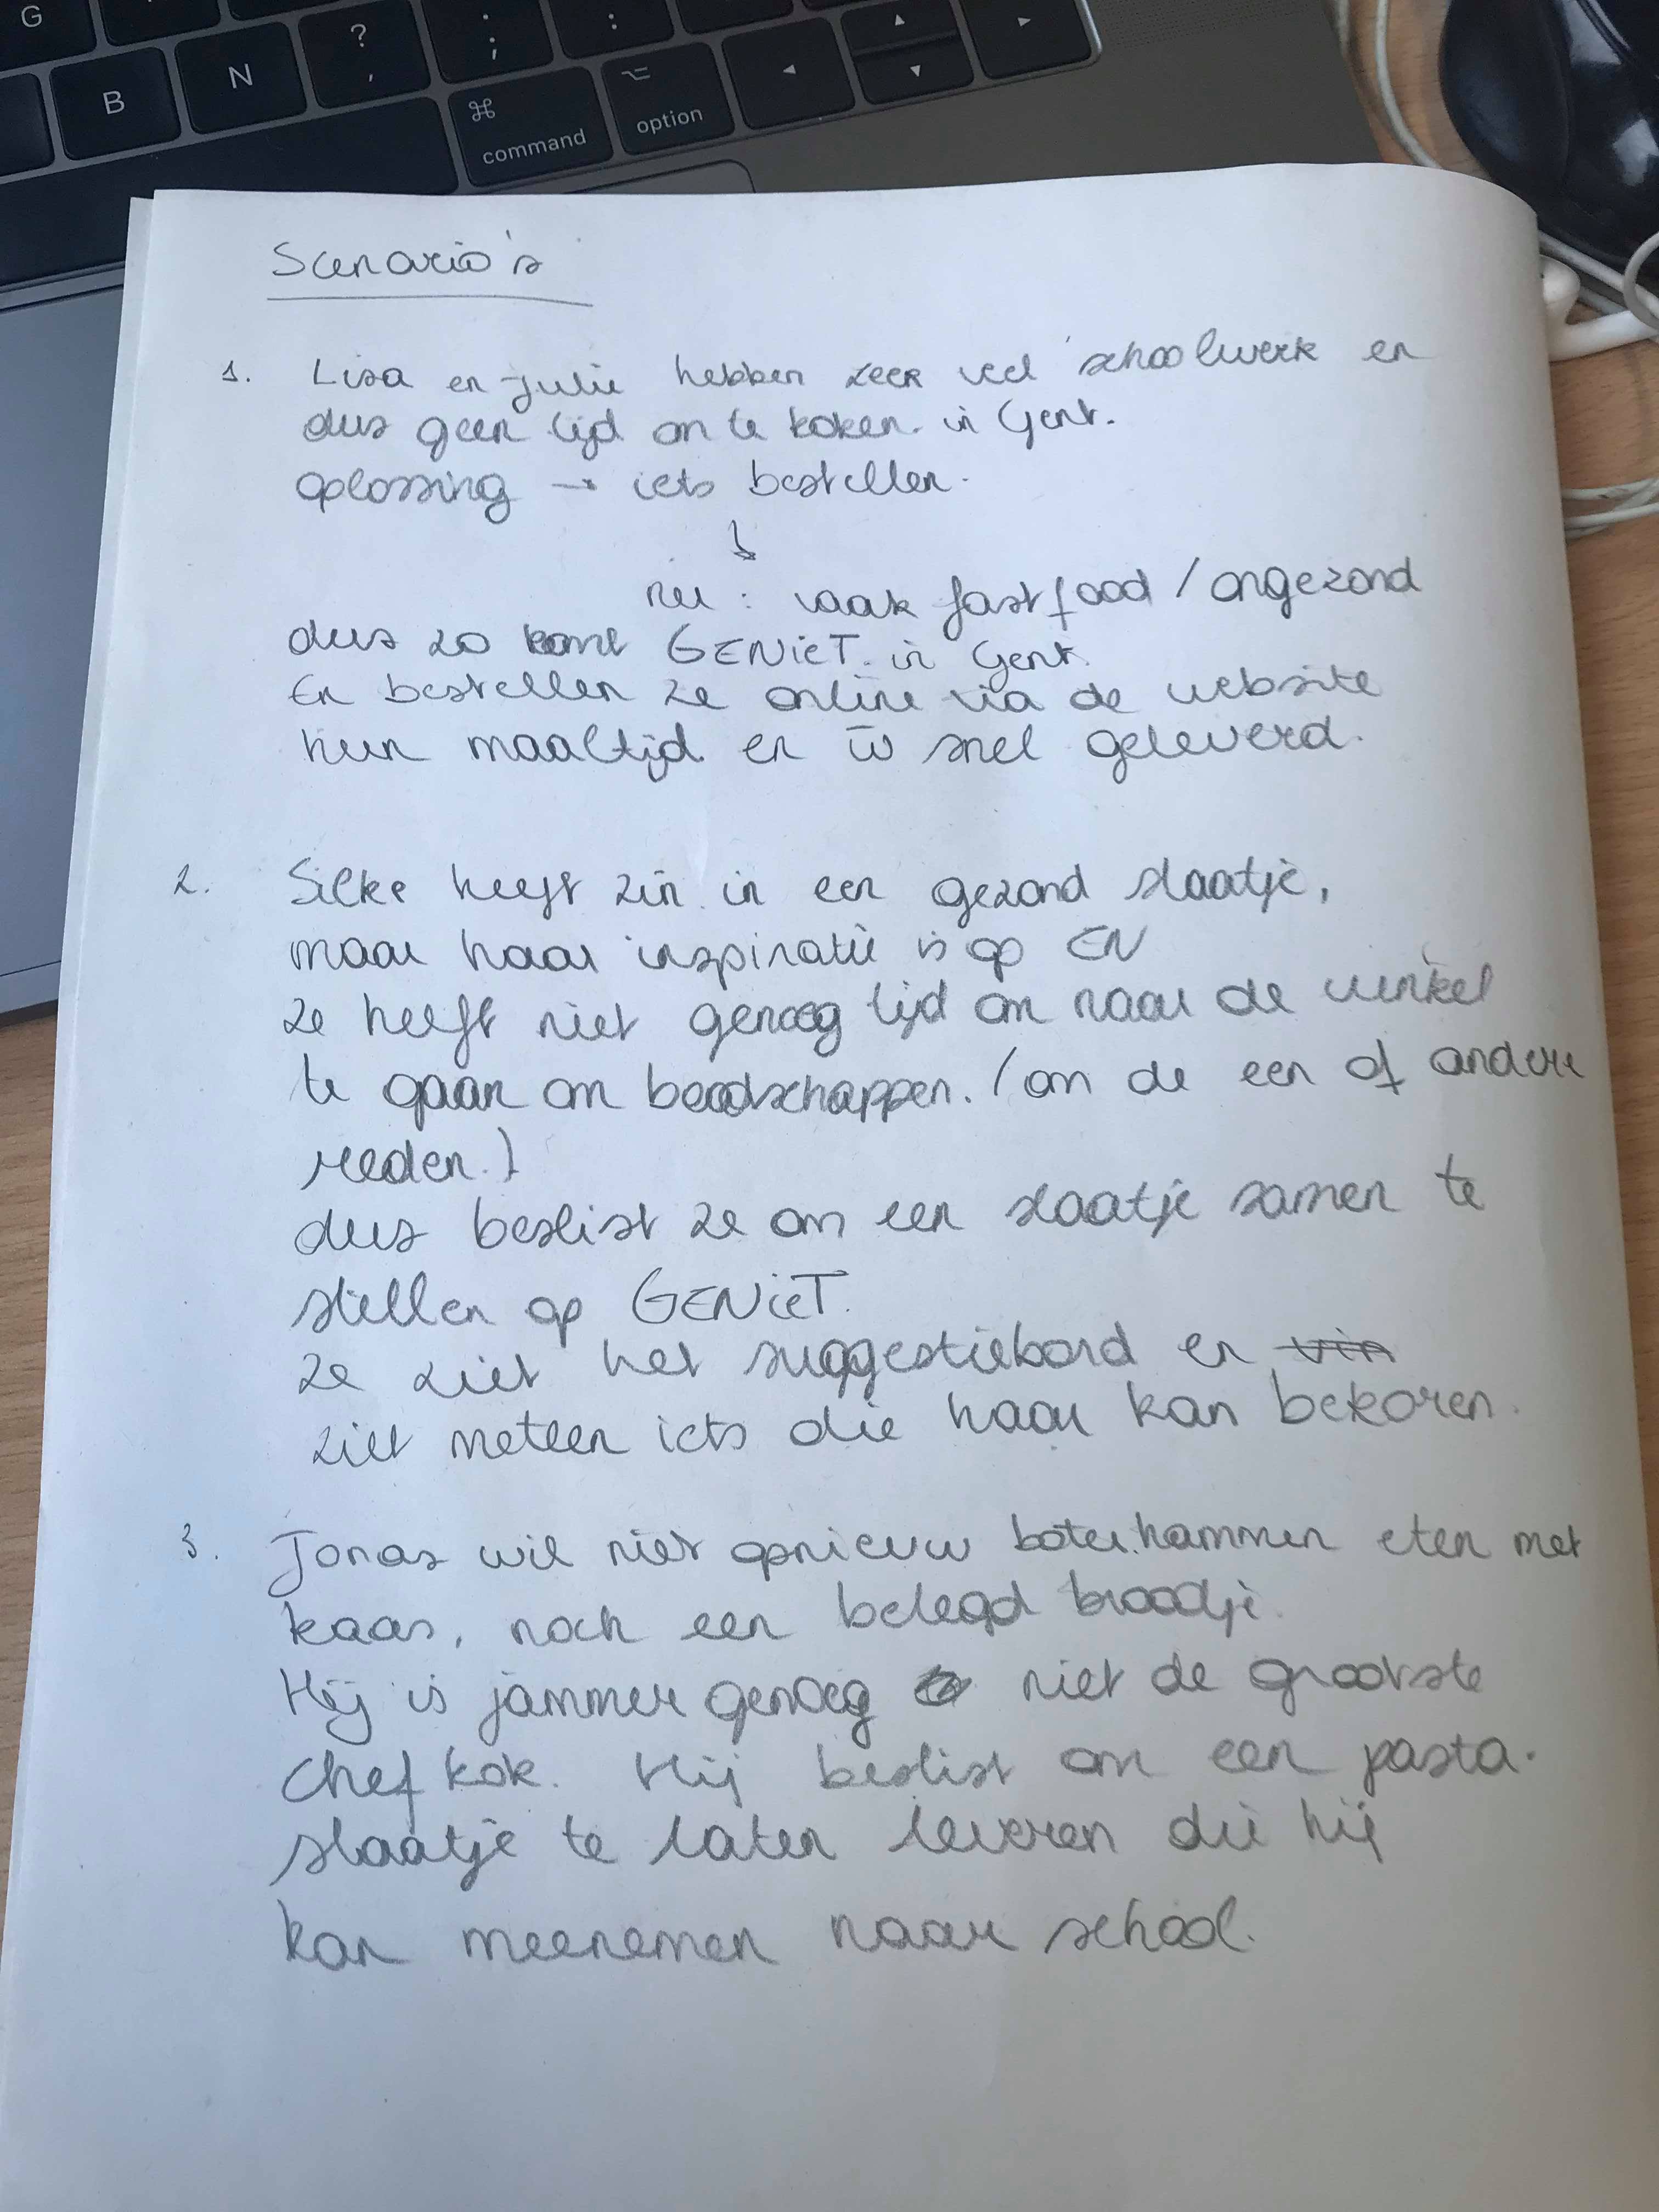 G
B
N
?
,
:
;
:
.
⌘
command
⌥
option
◂
▴
▾
▸
Scenario's
1. Lisa en Julie hebben zeer veel schoolwerk en
dus geen tijd om te koken in Gent.
oplossing → iets bestellen.
↓
nu : vaak fastfood / ongezond
dus zo komt GENieT in Gent.
En bestellen ze online via de website
hun maaltijd en w̅ snel geleverd.
2. Silke heeft zin in een gezond slaatje,
maar haar inspiratie is op EN
ze heeft niet genoeg tijd om naar de winkel
te gaan om boodschappen. (om de een of andere
reden.)
dus beslist ze om een slaatje samen te
stellen op GENieT.
ze ziet het suggestiebord en
ziet meteen iets die haar kan bekoren.
3. Jonas wil niet opnieuw boterhammen eten met
kaas, noch een belegd broodje.
Hij is jammer genoeg niet de grootste
chef kok. Hij beslist om een pasta.
slaatje te laten leveren die hij
kan meenemen naar school.